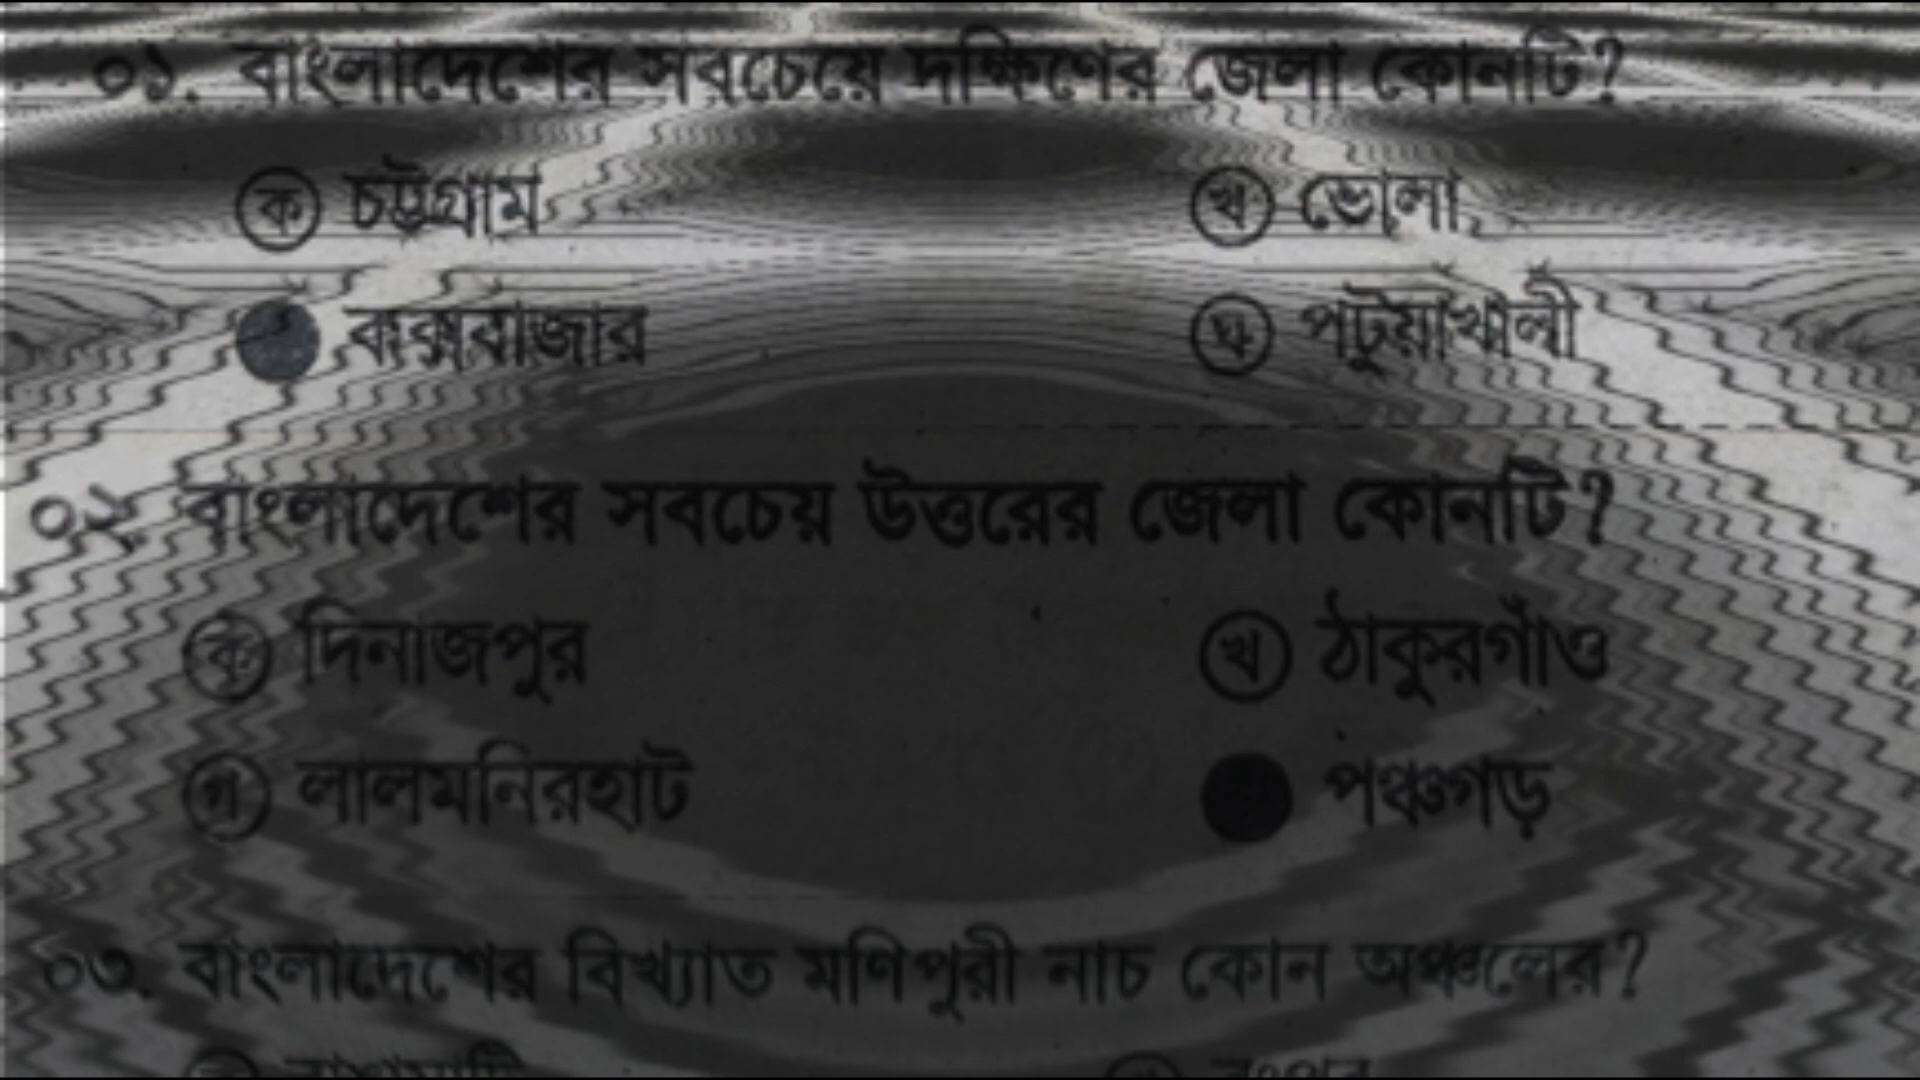 ০১. বাংলাদেশের সবচেয়ে দক্ষিণের জেলা কোনটি?
ক চট্টগ্রাম খ ভোলা
কক্সবাজার ঘ পটুয়াখালী
০২. বাংলাদেশের সবচেয় উত্তরের জেলা কোনটি?
ক দিনাজপুর খ ঠাকুরগাঁও
গ লালমনিরহাট পঞ্চগড়
০৩. বাংলাদেশের বিখ্যাত মণিপুরী নাচ কোন অঞ্চলের?